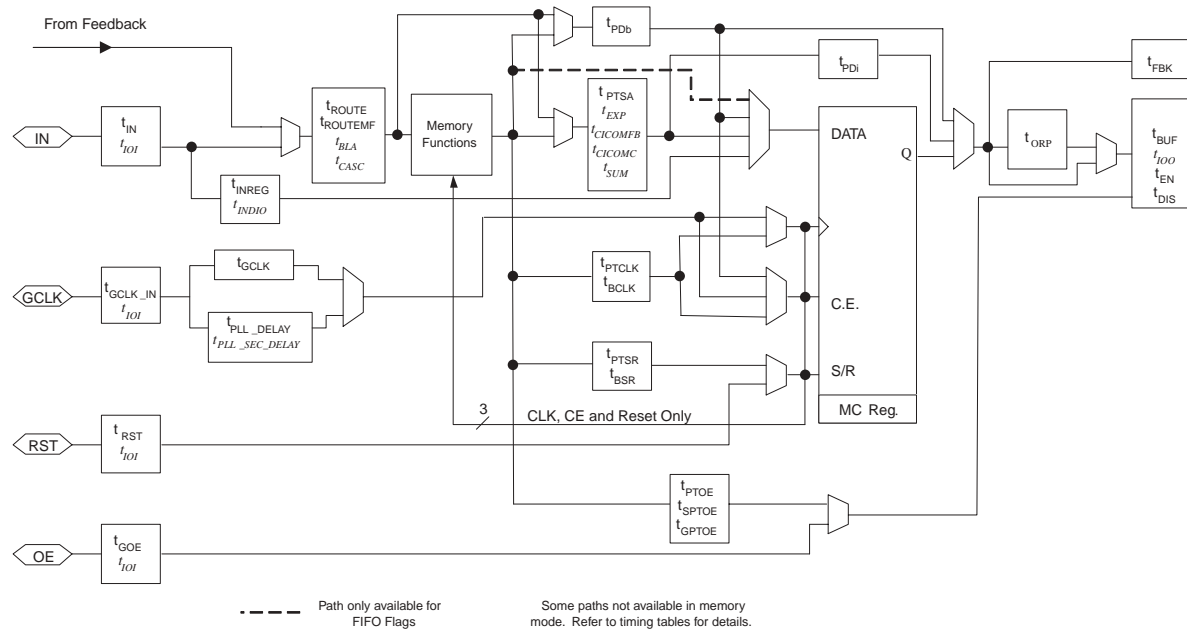 From Feedback
IN
tIN
tIOI
tINREG
tINDIO
tROUTE
tROUTEMF
tBLA
tCASC
Memory
Functions
tPDb
tPTSA
tEXP
tCICOMFB
tCICOMC
tSUM
tPDi
DATA
Q
C.E.
S/R
MC Reg.
tFBK
tORP
tBUF
tIOO
tEN
tDIS
GCLK
tGCLK_IN
tIOI
tGCLK
tPLL_DELAY
tPLL_SEC_DELAY
tPTCLK
tBCLK
tPTSR
tBSR
3
CLK, CE and Reset Only
RST
tRST
tIOI
tPTOE
tSPTOE
tGPTOE
OE
tGOE
tIOI
Path only available for
FIFO Flags
Some paths not available in memory
mode. Refer to timing tables for details.